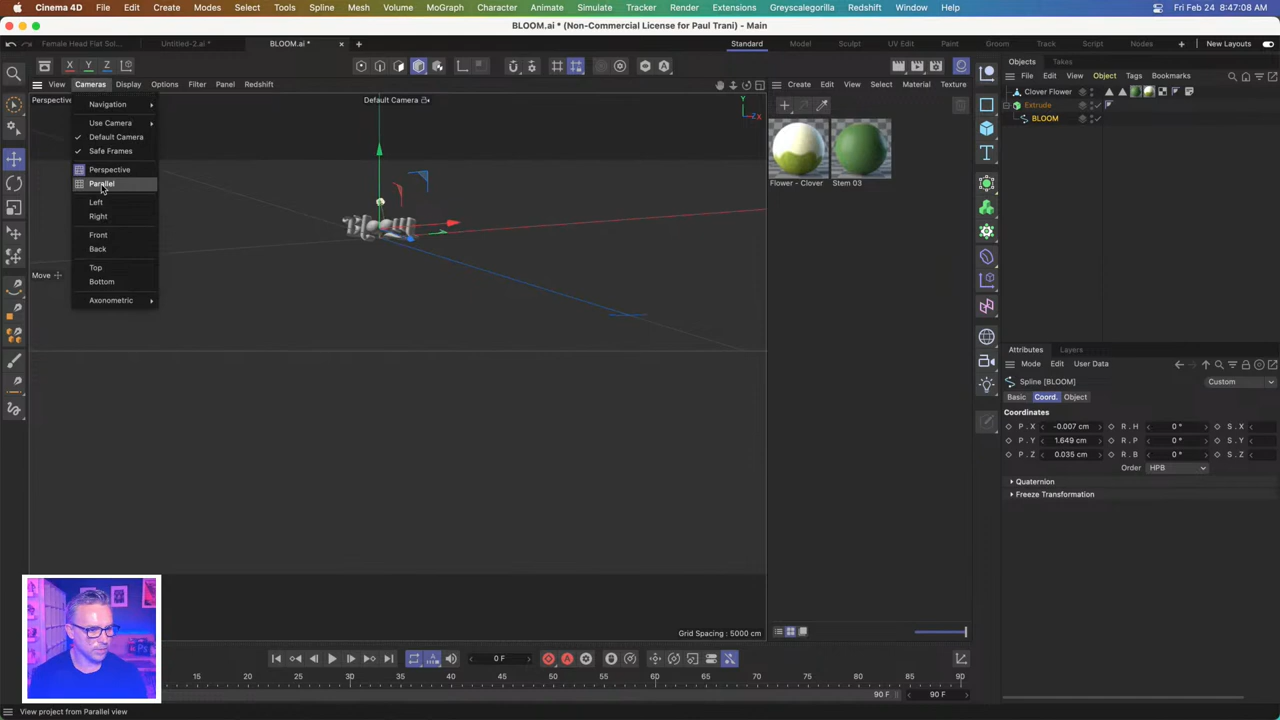 Cinema 4D File Edit Create Modes Select Tools Spline Mesh Volume MoGraph Character Animate Simulate Tracker Render Extensions Greyscalegorilla Redshift Window Help Fri Feb 24 8:47:08 AM
BLOOM.ai * (Non-Commercial License for Paul Trani) - Main
Female Head Flat Sol... Untitled-2.ai * BLOOM.ai * × + Standard Model Sculpt UV Edit Paint Groom Track Script Nodes + New Layouts
X Y Z Objects Takes
File Edit View Object Tags Bookmarks
View Cameras Display Options Filter Panel Redshift Create Edit View Select Material Texture
Perspective Default Camera Y Z X Clover Flower
Navigation Extrude
Use Camera BLOOM
Default Camera
Safe Frames
Perspective
Parallel
Flower - Clover Stem 03
Left
Right
Front
Back
Top
Move
Bottom
Axonometric
Bloom
Attributes Layers
Mode Edit User Data
Spline [BLOOM] Custom
Basic Coord. Object
Coordinates
P . X -0.007 cm R . H 0 ° S . X
P . Y 1.649 cm R . P 0 ° S . Y
P . Z 0.035 cm R . B 0 ° S . Z
Order HPB
Quaternion
Freeze Transformation
Grid Spacing : 5000 cm
0 F
15 20 25 30 35 40 45 50 55 60 65 70 75 80 85 90
90 F 90 F
View project from Parallel view